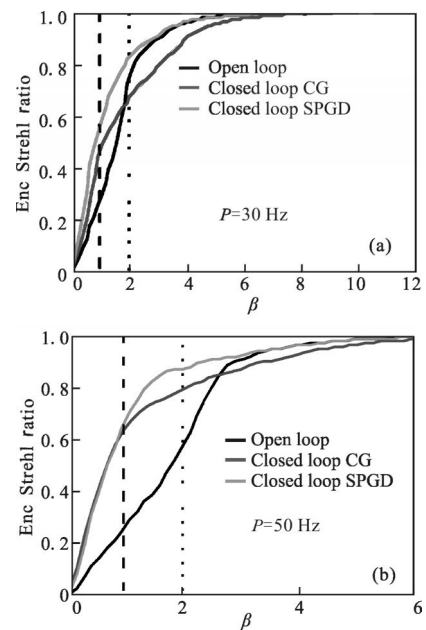 1.0
0.8
0.6
0.4
0.2
0
Enc Strehl ratio
Open loop
Closed loop CG
Closed loop SPGD
P=30 Hz
(a)
0 2 4 6 8 10 12
β
1.0
0.8
0.6
0.4
0.2
0
Enc Strehl ratio
Open loop
Closed loop CG
Closed loop SPGD
P=50 Hz
(b)
0 2 4 6
β